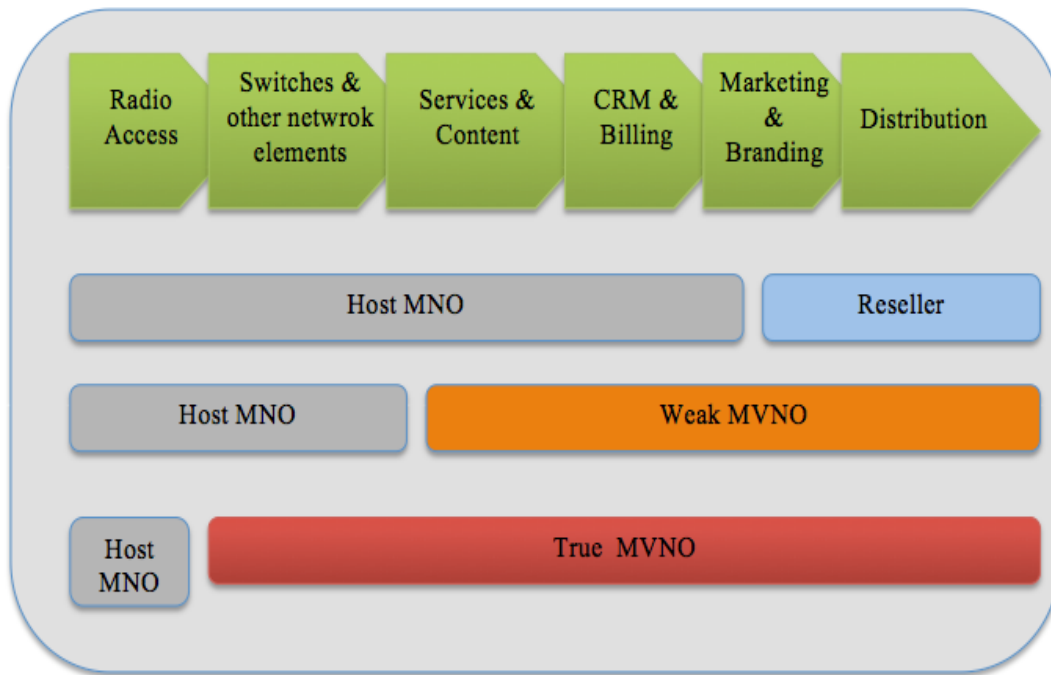 Radio
Access
Switches &
other netwrok
elements
Services &
Content
CRM &
Billing
Marketing
&
Branding
Distribution
Host MNO
Reseller
Host MNO
Weak MVNO
Host
MNO
True MVNO